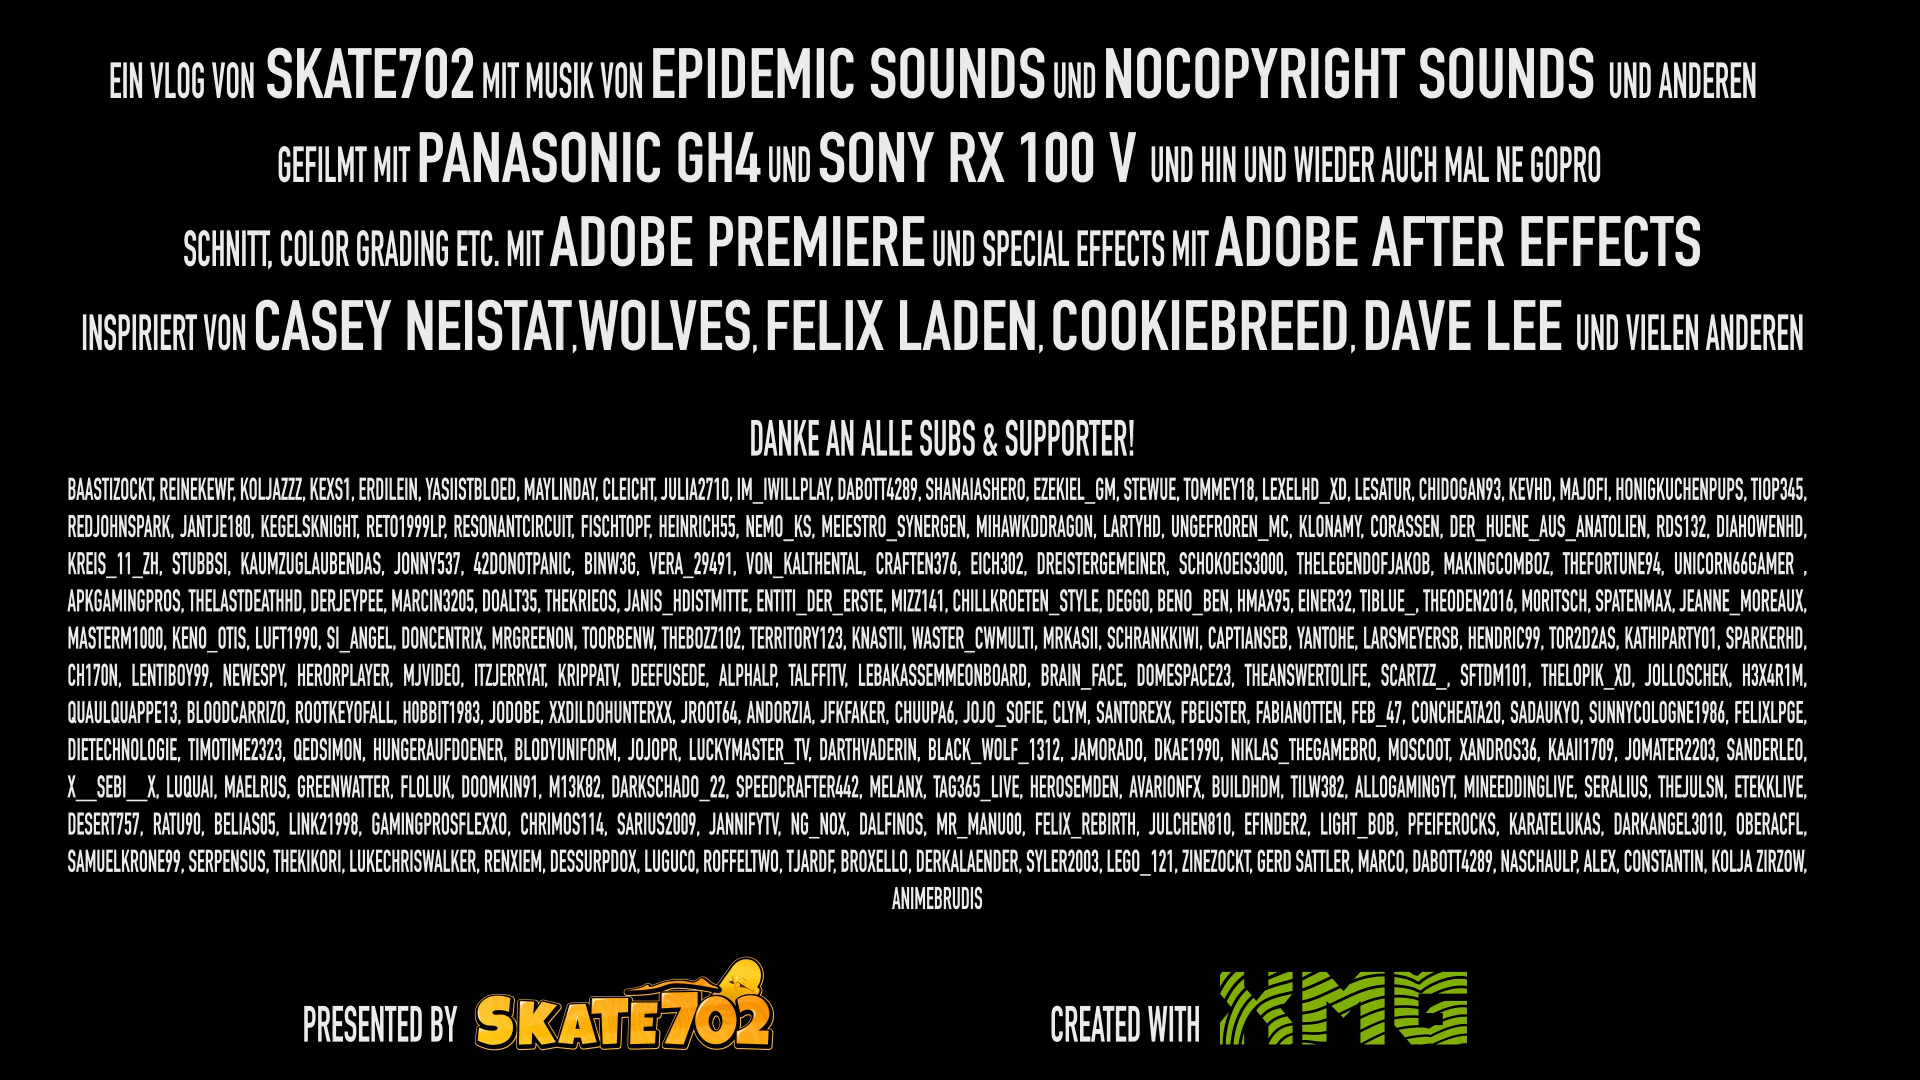 EIN VLOG VON SKATE702 MIT MUSIK VON EPIDEMIC SOUNDS UND NOCOPYRIGHT SOUNDS UND ANDEREN
GEFILMT MIT PANASONIC GH4 UND SONY RX 100 V UND HIN UND WIEDER AUCH MAL NE GOPRO
SCHNITT, COLOR GRADING ETC. MIT ADOBE PREMIERE UND SPECIAL EFFECTS MIT ADOBE AFTER EFFECTS
INSPIRIERT VON CASEY NEISTAT, WOLVES, FELIX LADEN, COOKIEBREED, DAVE LEE UND VIELEN ANDEREN
DANKE AN ALLE SUBS & SUPPORTER!
BAASTIZOCKT, REINEKEWF, KOLJAZZZ, KEXS1, ERDILEIN, YASIISTBLOED, MAYLINDAY, CLEICHT, JULIA2710, IM_IWILLPLAY, DABOTT4289, SHANAIASHERO, EZEKIEL_GM, STEWUE, TOMMEY18, LEXELHD_XD, LESATUR, CHIDOGAN93, KEVHD, MAJOFI, HONIGKUCHENPUPS, TIOP345,
REDJOHNSPARK, JANTJE180, KEGELSKNIGHT, RETO1999LP, RESONANTCIRCUIT, FISCHTOPF, HEINRICH55, NEMO_KS, MEIESTRO_SYNERGEN, MIHAWKDDRAGON, LARTYHD, UNGEFROREN_MC, KLONAMY, CORASSEN, DER_HUENE_AUS_ANATOLIEN, RDS132, DIAHOWENHD,
KREIS_11_ZH, STUBBSI, KAUMZUGLAUBENDAS, JONNY537, 42DONOTPANIC, BINW3G, VERA_29491, VON_KALTHENTAL, CRAFTEN376, EICH302, DREISTERGEMEINER, SCHOKOEIS3000, THELEGENDOFJAKOB, MAKINGCOMBOZ, THEFORTUNE94, UNICORN66GAMER ,
APKGAMINGPROS, THELASTDEATHHD, DERJEYPEE, MARCIN3205, DOALT35, THEKRIEOS, JANIS_HDISTMITTE, ENTITI_DER_ERSTE, MIZZ141, CHILLKROETEN_STYLE, DEGGO, BENO_BEN, HMAX95, EINER32, TIBLUE_, THEODEN2016, M0RITSCH, SPATENMAX, JEANNE_MOREAUX,
MASTERM1000, KENO_OTIS, LUFT1990, SI_ANGEL, DONCENTRIX, MRGREENON, TOORBENW, THEBOZZ102, TERRITORY123, KNASTII, WASTER_CWMULTI, MRKASII, SCHRANKKIWI, CAPTIANSEB, YANTOHE, LARSMEYERSB, HENDRIC99, TOR2D2AS, KATHIPARTY01, SPARKERHD,
CH170N, LENTIBOY99, NEWESPY, HERORPLAYER, MJVIDEO, ITZJERRYAT, KRIPPATV, DEEFUSEDE, ALPHALP, TALFFITV, LEBAKASSEMMEONBOARD, BRAIN_FACE, DOMESPACE23, THEANSWERTOLIFE, SCARTZZ_, SFTDM101, THELOPIK_XD, JOLLOSCHEK, H3X4R1M,
QUAULQUAPPE13, BLOODCARRIZO, ROOTKEYOFALL, H0BBIT1983, JODOBE, XXDILDOHUNTERXX, JROOT64, ANDORZIA, JFKFAKER, CHUUPA6, JOJO_SOFIE, CLYM, SANTOREXX, FBEUSTER, FABIANOTTEN, FEB_47, CONCHEATA20, SADAUKYO, SUNNYCOLOGNE1986, FELIXLPGE,
DIETECHNOLOGIE, TIMOTIME2323, QEDSIMON, HUNGERAUFDOENER, BLODYUNIFORM, JOJOPR, LUCKYMASTER_TV, DARTHVADERIN, BLACK_WOLF_1312, JAMORADO, DKAE1990, NIKLAS_THEGAMEBRO, MOSCOOT, XANDROS36, KAAII1709, JOMATER2203, SANDERLEO,
X__SEBI__X, LUQUAI, MAELRUS, GREENWATTER, FLOLUK, DOOMKIN91, M13K82, DARKSCHADO_22, SPEEDCRAFTER442, MELANX, TAG365_LIVE, HEROSEMDEN, AVARIONFX, BUILDHDM, TILW382, ALLOGAMINGYT, MINEEDDINGLIVE, SERALIUS, THEJULSN, ETEKKLIVE,
DESERT757, RATU90, BELIAS05, LINK21998, GAMINGPROSFLEXXO, CHRIMOS114, SARIUS2009, JANNIFYTV, NG_NOX, DALFINOS, MR_MANU00, FELIX_REBIRTH, JULCHEN810, EFINDER2, LIGHT_BOB, PFEIFEROCKS, KARATELUKAS, DARKANGEL3010, OBERACFL,
SAMUELKRONE99, SERPENSUS, THEKIKORI, LUKECHRISWALKER, RENXIEM, DESSURPDOX, LUGUCO, ROFFELTWO, TJARDF, BROXELLO, DERKALAENDER, SYLER2003, LEGO_121, ZINEZOCKT, GERD SATTLER, MARCO, DABOTT4289, NASCHAULP, ALEX, CONSTANTIN, KOLJA ZIRZOW,
ANIMEBRUDIS
PRESENTED BY SKATE702 CREATED WITH XMG